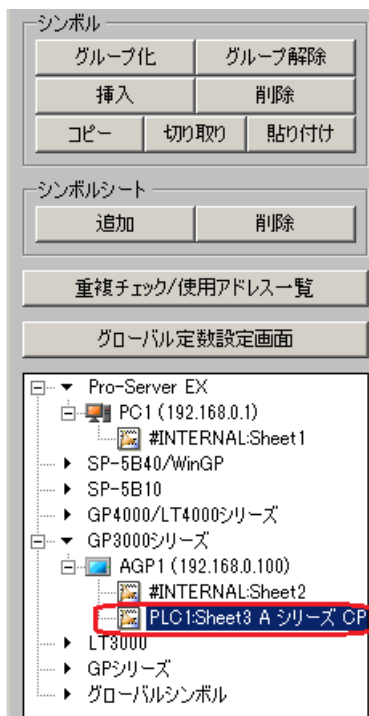 シンボル
グループ化 グループ解除
挿入 削除
コピー 切り取り 貼り付け
シンボルシート
追加 削除
重複チェック/使用アドレス一覧
グローバル定数設定画面
Pro-Server EX
PC1 (192.168.0.1)
#INTERNAL:Sheet1
SP-5B40/WinGP
SP-5B10
GP4000/LT4000シリーズ
GP3000シリーズ
AGP1 (192.168.0.100)
#INTERNAL:Sheet2
PLC1:Sheet3 A シリーズ CP
LT3000
GPシリーズ
グローバルシンボル